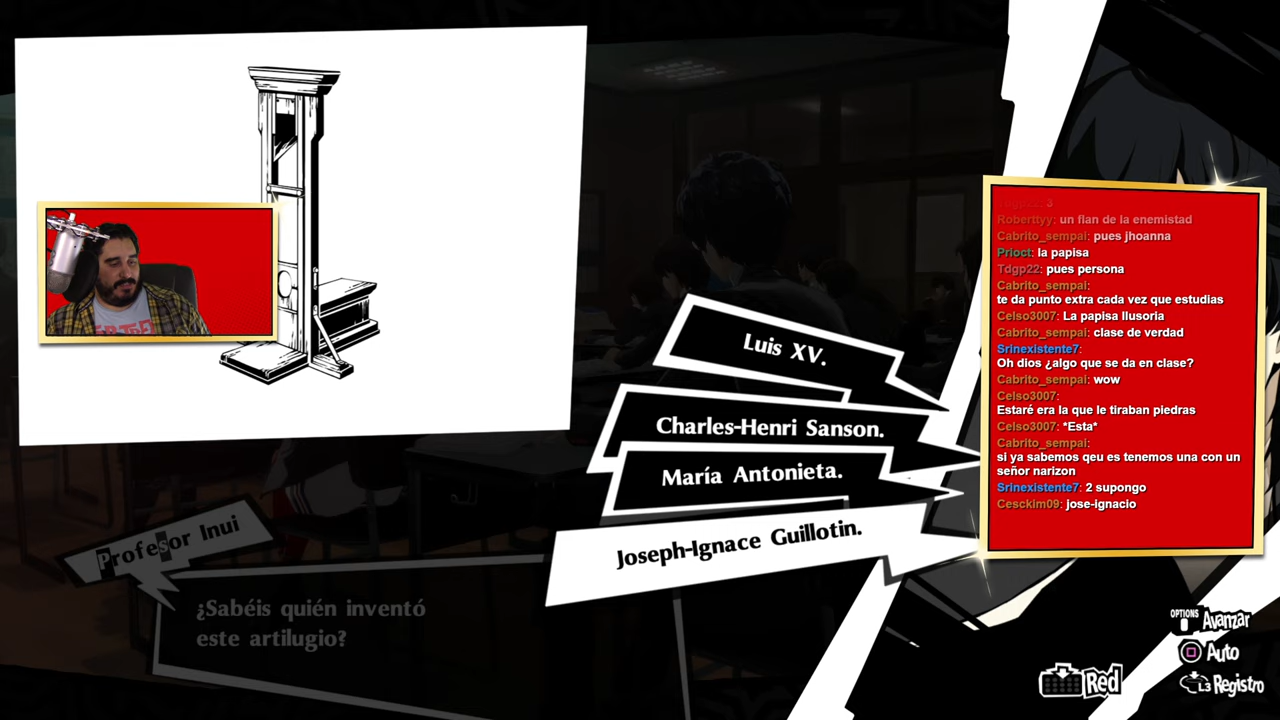 Luis XV.
Charles-Henri Sanson.
María Antonieta.
Joseph-Ignace Guillotin.
Profesor Inui
¿Sabéis quién inventó
este artilugio?
Tdgp22: 3
Roberttyy: un flan de la enemistad
Cabrito_sempai: pues jhoanna
Prioct: la papisa
Tdgp22: pues persona
Cabrito_sempai:
te da punto extra cada vez que estudias
Celso3007: La papisa Ilusoria
Cabrito_sempai: clase de verdad
Srinexistente7:
Oh dios ¿algo que se da en clase?
Cabrito_sempai: wow
Celso3007:
Estaré era la que le tiraban piedras
Celso3007: *Esta*
Cabrito_sempai:
si ya sabemos qeu es tenemos una con un
señor narizon
Srinexistente7: 2 supongo
Cesckim09: jose-ignacio
OPTIONS Avanzar
Auto
Red
L3 Registro